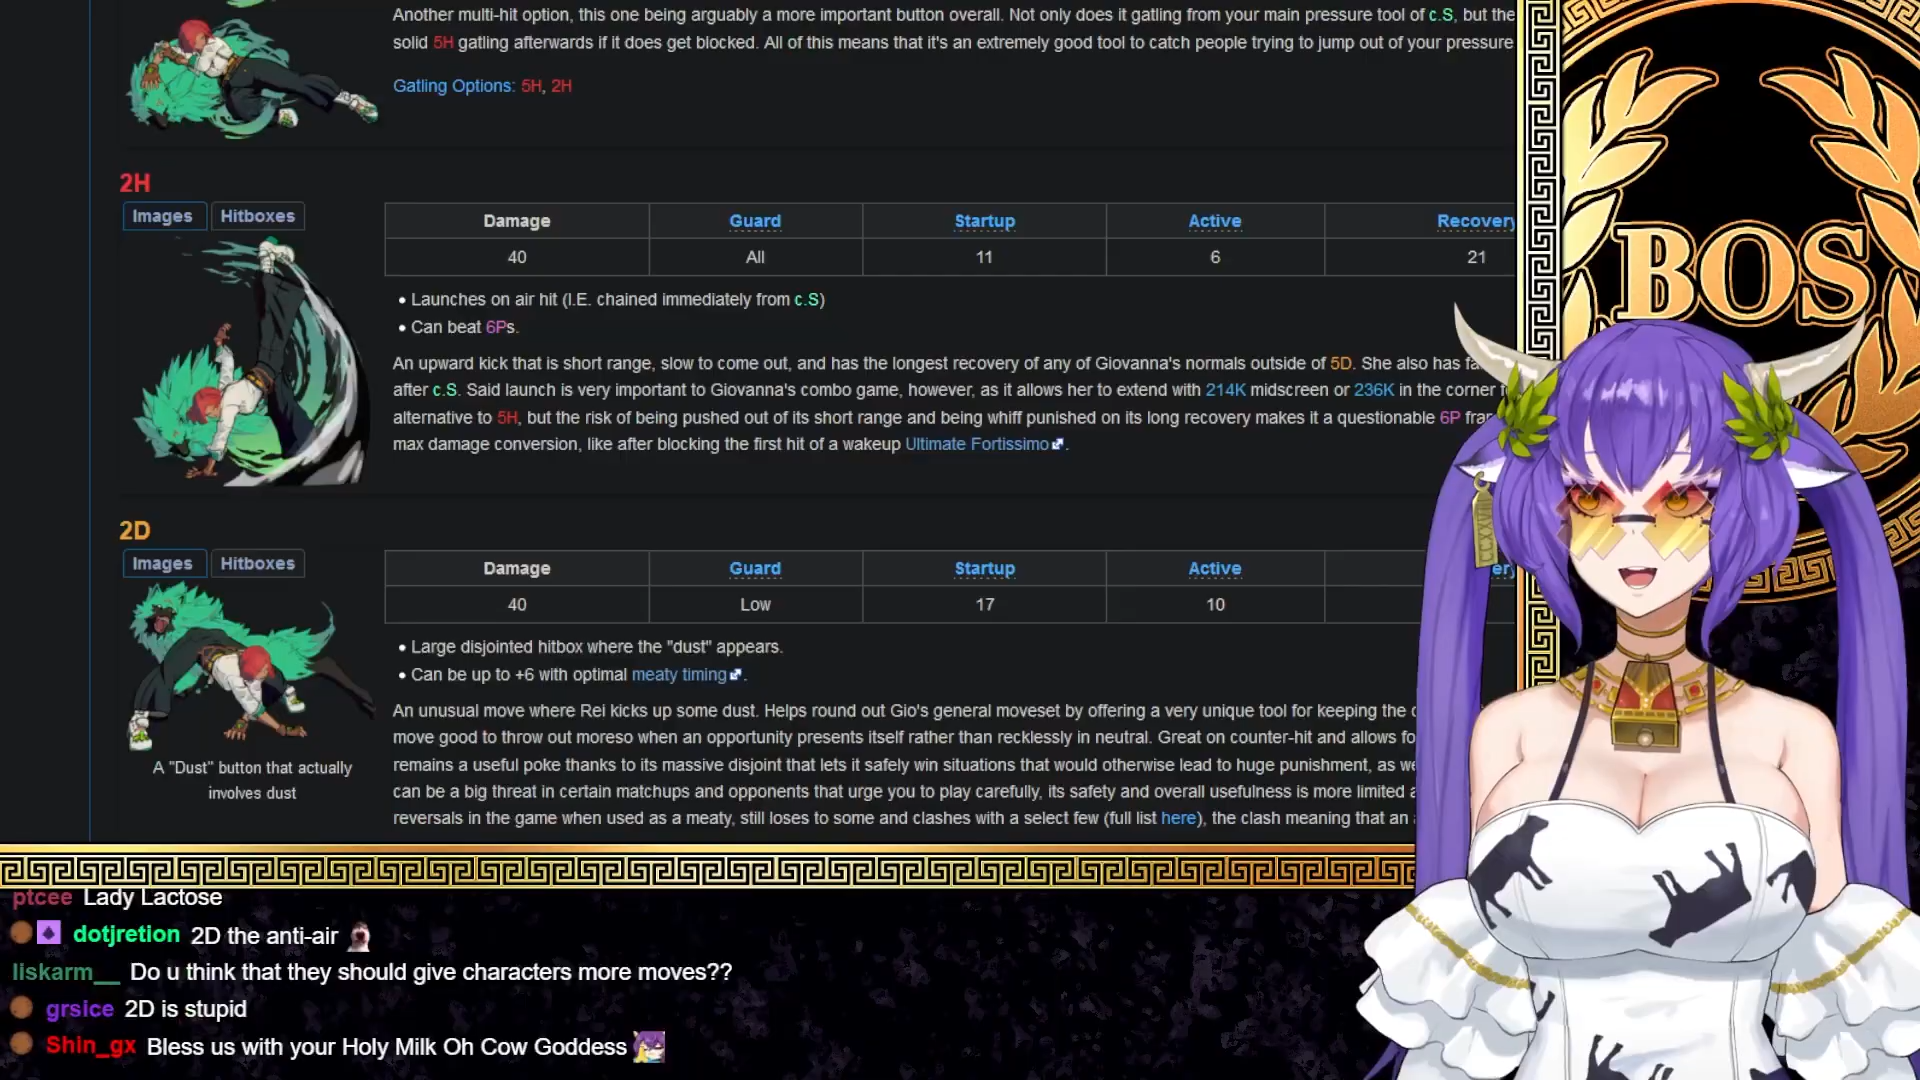 Another multi-hit option, this one being arguably a more important button overall. Not only does it gatling from your main pressure tool of c.S, but the
solid 5H gatling afterwards if it does get blocked. All of this means that it's an extremely good tool to catch people trying to jump out of your pressure
Gatling Options: 5H, 2H
2H
Images Hitboxes
Damage Guard Startup Active Recovery
40 All 11 6 21
• Launches on air hit (I.E. chained immediately from c.S)
• Can beat 6Ps.
An upward kick that is short range, slow to come out, and has the longest recovery of any of Giovanna's normals outside of 5D. She also has
after c.S. Said launch is very important to Giovanna's combo game, however, as it allows her to extend with 214K midscreen or 236K in the corner
alternative to 5H, but the risk of being pushed out of its short range and being whiff punished on its long recovery makes it a questionable 6P
max damage conversion, like after blocking the first hit of a wakeup Ultimate Fortissimo.
2D
Images Hitboxes
Damage Guard Startup Active
40 Low 17 10
• Large disjointed hitbox where the "dust" appears.
• Can be up to +6 with optimal meaty timing.
An unusual move where Rei kicks up some dust. Helps round out Gio's general moveset by offering a very unique tool for keeping the
move good to throw out moreso when an opportunity presents itself rather than recklessly in neutral. Great on counter-hit and allows
remains a useful poke thanks to its massive disjoint that lets it safely win situations that would otherwise lead to huge punishment, as
can be a big threat in certain matchups and opponents that urge you to play carefully, its safety and overall usefulness is more limited
reversals in the game when used as a meaty, still loses to some and clashes with a select few (full list here), the clash meaning that an
A "Dust" button that actually
involves dust
BOS
CCXXVIII
ptcee Lady Lactose
dotjretion 2D the anti-air
liskarm__ Do u think that they should give characters more moves??
grsice 2D is stupid
Shin_gx Bless us with your Holy Milk Oh Cow Goddess